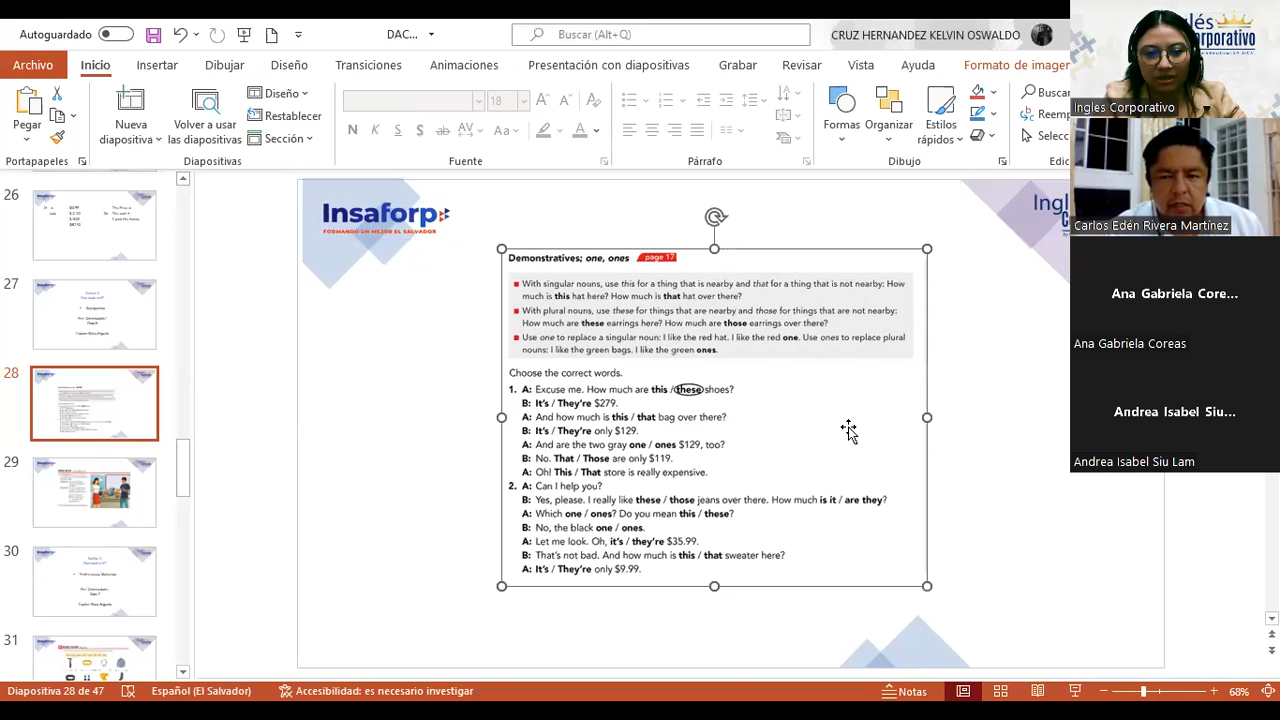 Autoguardado
DAC...
Buscar (Alt+Q)
CRUZ HERNANDEZ KELVIN OSWALDO
Archivo
Inicio
Insertar
Dibujar
Diseño
Transiciones
Animaciones
Presentación con diapositivas
Grabar
Revisar
Vista
Ayuda
Formato de imagen
Pegar
Nueva
diapositiva
Volver a usar
las diapositivas
Diseño
Restablecer
Sección
18
N K S S ab AV Aa A
Formas
Organizar
Estilos
rápidos
Buscar
Reemp
Selecc
Portapapeles
Diapositivas
Fuente
Párrafo
Dibujo
Edic
Inglés
Corporativo
Ingles Corporativo
Carlos Edén Rivera Martínez
Ana Gabriela Core...
Ana Gabriela Coreas
Andrea Isabel Siu...
Andrea Isabel Siu Lam
26
27
28
29
30
31
Insaforp
FORMANDO UN MEJOR EL SALVADOR
Demonstratives; one, ones page 17
With singular nouns, use this for a thing that is nearby and that for a thing that is not nearby: How
much is this hat here? How much is that hat over there?
With plural nouns, use these for things that are nearby and those for things that are not nearby:
How much are these earrings here? How much are those earrings over there?
Use one to replace a singular noun: I like the red hat. I like the red one. Use ones to replace plural
nouns: I like the green bags. I like the green ones.
Choose the correct words.
1. A: Excuse me. How much are this / these shoes?
B: It's / They're $279.
A: And how much is this / that bag over there?
B: It's / They're only $129.
A: And are the two gray one / ones $129, too?
B: No. That / Those are only $119.
A: Oh! This / That store is really expensive.
2. A: Can I help you?
B: Yes, please. I really like these / those jeans over there. How much is it / are they?
A: Which one / ones? Do you mean this / these?
B: No, the black one / ones.
A: Let me look. Oh, it's / they're $35.99.
B: That's not bad. And how much is this / that sweater here?
A: It's / They're only $9.99.
Diapositiva 28 de 47
Español (El Salvador)
Accesibilidad: es necesario investigar
Notas
68%